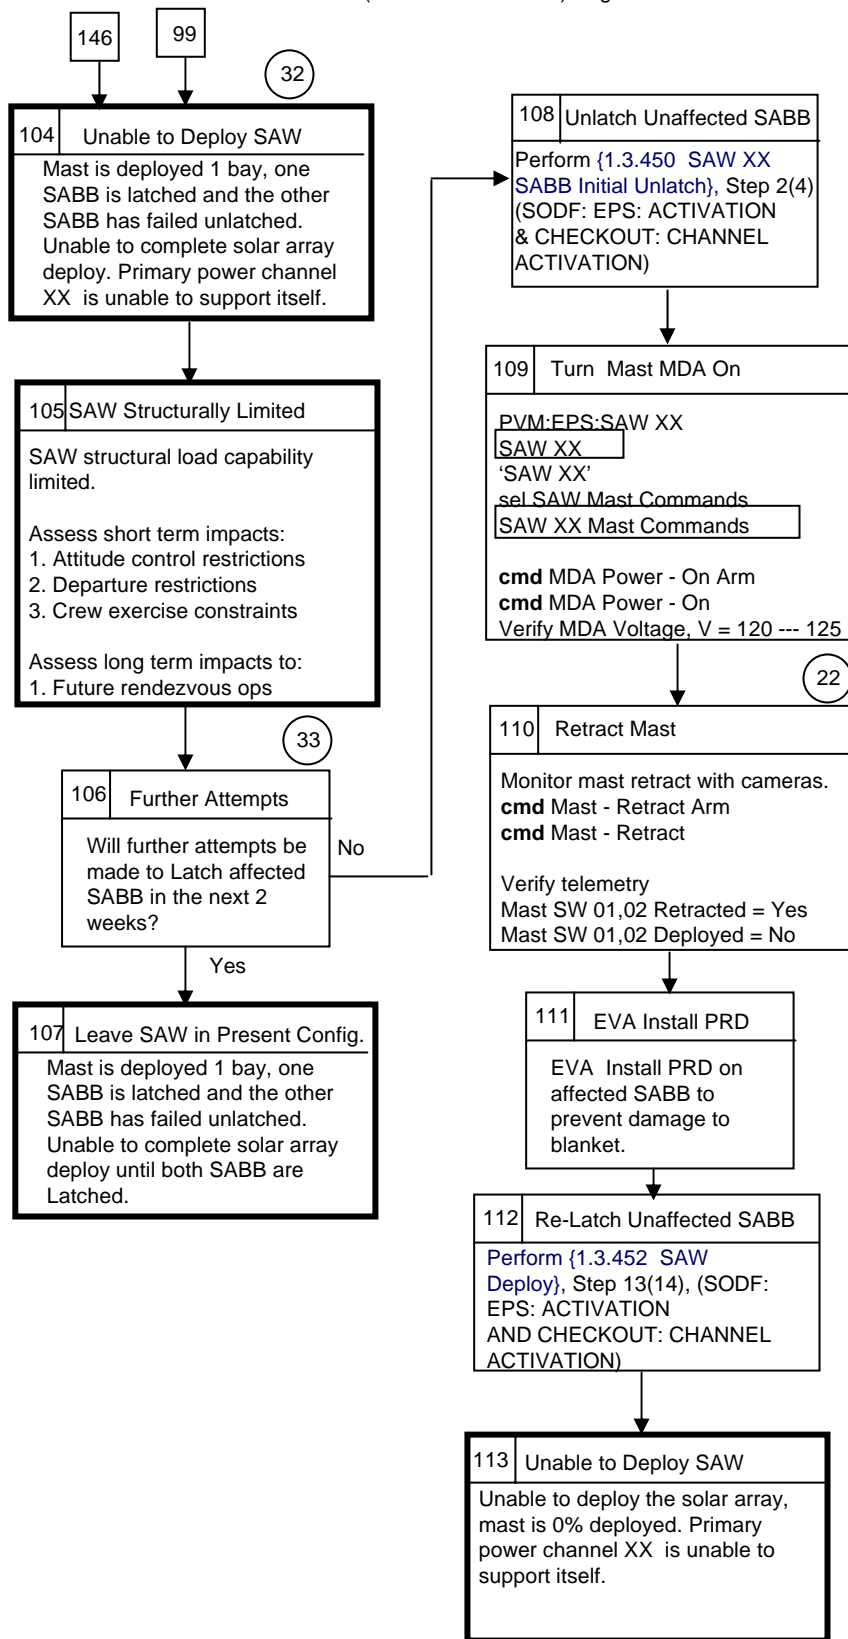 146
99
32
104 Unable to Deploy SAW
Mast is deployed 1 bay, one
SABB is latched and the other
SABB has failed unlatched.
Unable to complete solar array
deploy. Primary power channel
XX is unable to support itself.
105 SAW Structurally Limited
SAW structural load capability
limited.
Assess short term impacts:
1. Attitude control restrictions
2. Departure restrictions
3. Crew exercise constraints
Assess long term impacts to:
1. Future rendezvous ops
33
106 Further Attempts
Will further attempts be
made to Latch affected
SABB in the next 2
weeks?
No
Yes
107 Leave SAW in Present Config.
Mast is deployed 1 bay, one
SABB is latched and the other
SABB has failed unlatched.
Unable to complete solar array
deploy until both SABB are
Latched.
108 Unlatch Unaffected SABB
Perform {1.3.450 SAW XX
SABB Initial Unlatch}, Step 2(4)
(SODF: EPS: ACTIVATION
& CHECKOUT: CHANNEL
ACTIVATION)
109 Turn Mast MDA On
PVM:EPS:SAW XX
SAW XX
‘SAW XX’
sel SAW Mast Commands
SAW XX Mast Commands
cmd MDA Power - On Arm
cmd MDA Power - On
Verify MDA Voltage, V = 120 --- 125
22
110 Retract Mast
Monitor mast retract with cameras.
cmd Mast - Retract Arm
cmd Mast - Retract
Verify telemetry
Mast SW 01,02 Retracted = Yes
Mast SW 01,02 Deployed = No
111 EVA Install PRD
EVA Install PRD on
affected SABB to
prevent damage to
blanket.
112 Re-Latch Unaffected SABB
Perform {1.3.452 SAW
Deploy}, Step 13(14), (SODF:
EPS: ACTIVATION
AND CHECKOUT: CHANNEL
ACTIVATION)
113 Unable to Deploy SAW
Unable to deploy the solar array,
mast is 0% deployed. Primary
power channel XX is unable to
support itself.